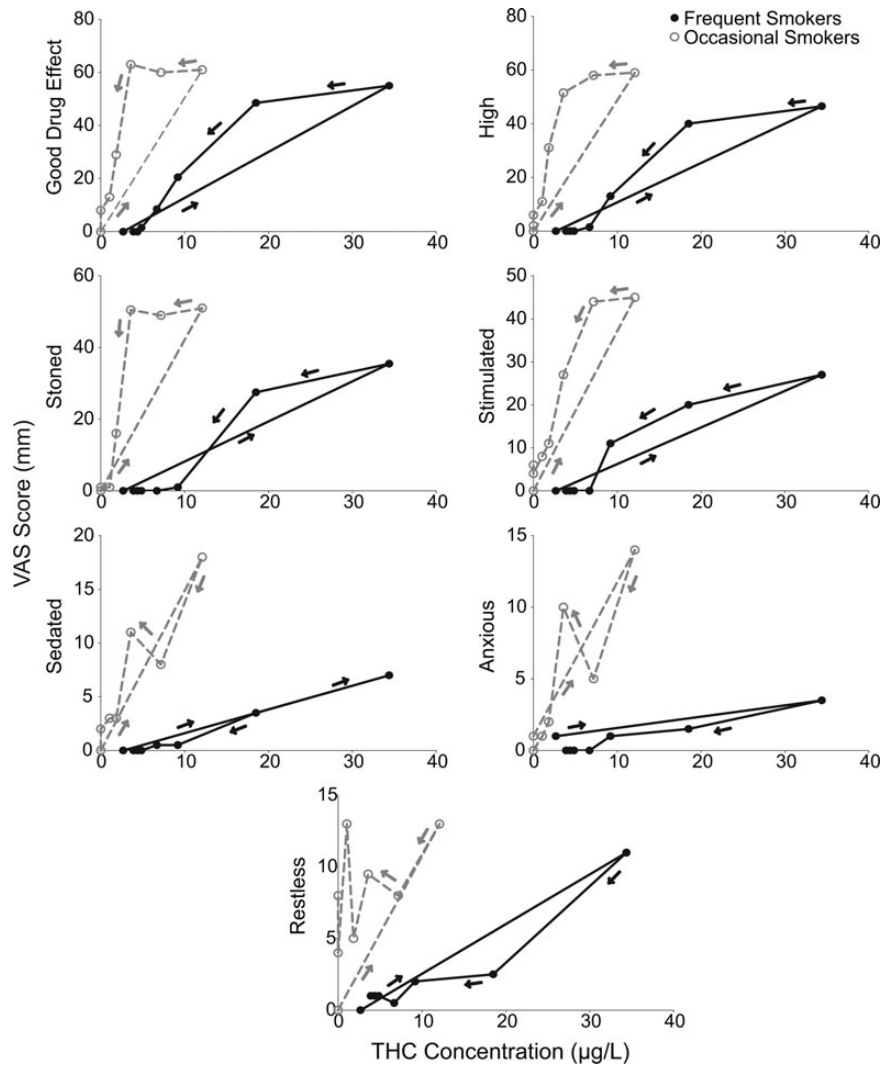 Frequent Smokers
Occasional Smokers
VAS Score (mm)
Good Drug Effect
80
60
40
20
0
0 10 20 30 40
High
80
60
40
20
0
0 10 20 30 40
Stoned
60
40
20
0
0 10 20 30 40
Stimulated
50
40
30
20
10
0
0 10 20 30 40
Sedated
20
15
10
5
0
0 10 20 30 40
Anxious
15
10
5
0
0 10 20 30 40
Restless
15
10
5
0
0 10 20 30 40
THC Concentration (µg/L)